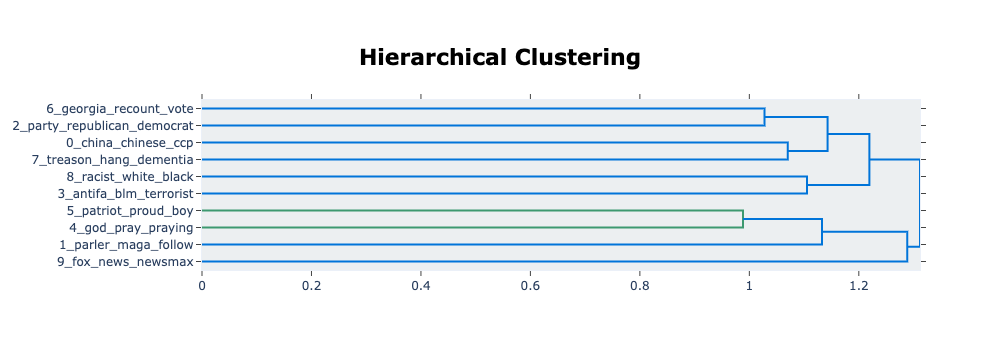 Hierarchical Clustering
6_georgia_recount_vote
2_party_republican_democrat
0_china_chinese_ccp
7_treason_hang_dementia
8_racist_white_black
3_antifa_blm_terrorist
5_patriot_proud_boy
4_god_pray_praying
1_parler_maga_follow
9_fox_news_newsmax
0 0.2 0.4 0.6 0.8 1 1.2